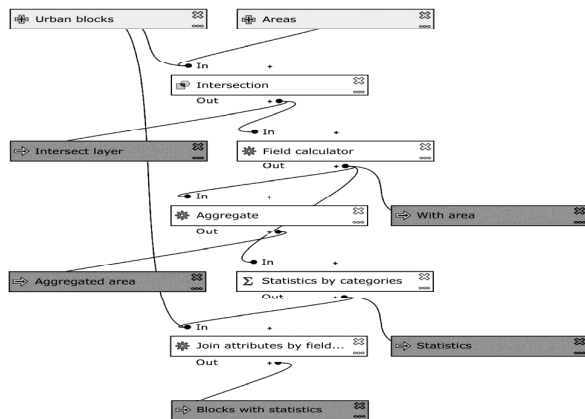 Urban blocks
Areas
In
Intersection
Out
In
Intersect layer
Field calculator
Out
In
Aggregate
With area
Out
In
Aggregated area
Statistics by categories
Out
In
Join attributes by field...
Statistics
Out
Blocks with statistics